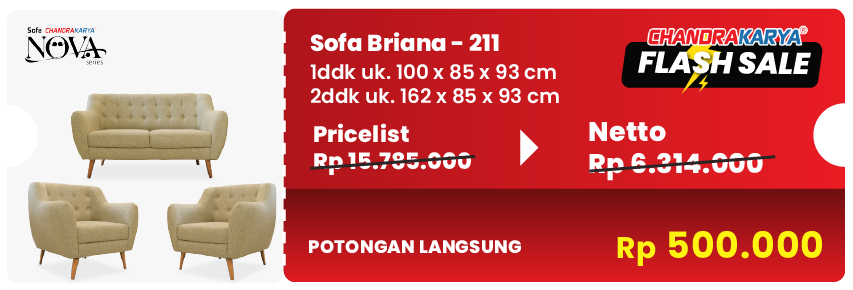 Sofa CHANDRAKARYA
NOVA
series
Sofa Briana - 211
1ddk uk. 100 x 85 x 93 cm
2ddk uk. 162 x 85 x 93 cm
CHANDRAKARYA®
FLASH SALE
Pricelist
Rp 15.785.000
Netto
Rp 6.314.000
POTONGAN LANGSUNG
Rp 500.000